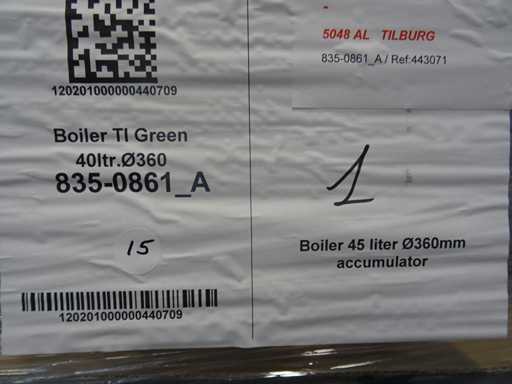 120201000000440709
Boiler TI Green
40ltr.Ø360
835-0861_A
15
120201000000440709
-
5048 AL TILBURG
835-0861_A / Ref:443071
1
Boiler 45 liter Ø360mm
accumulator